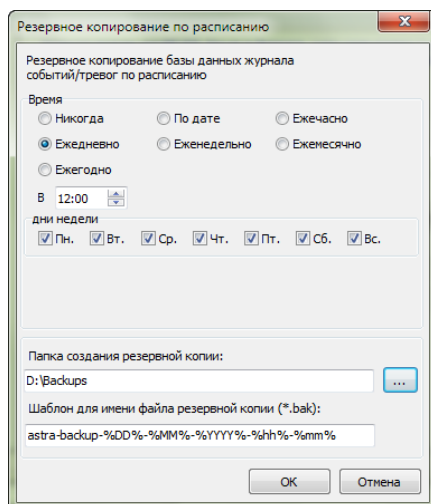 Резервное копирование по расписанию
Резервное копирование базы данных журнала
событий/тревог по расписанию
Время
Никогда По дате Ежечасно
Ежедневно Еженедельно Ежемесячно
Ежегодно
В 12:00
дни недели
Пн. Вт. Ср. Чт. Пт. Сб. Вс.
Папка создания резервной копии:
D:\Backups ...
Шаблон для имени файла резервной копии (*.bak):
astra-backup-%DD%-%MM%-%YYYY%-%hh%-%mm%
ОК Отмена